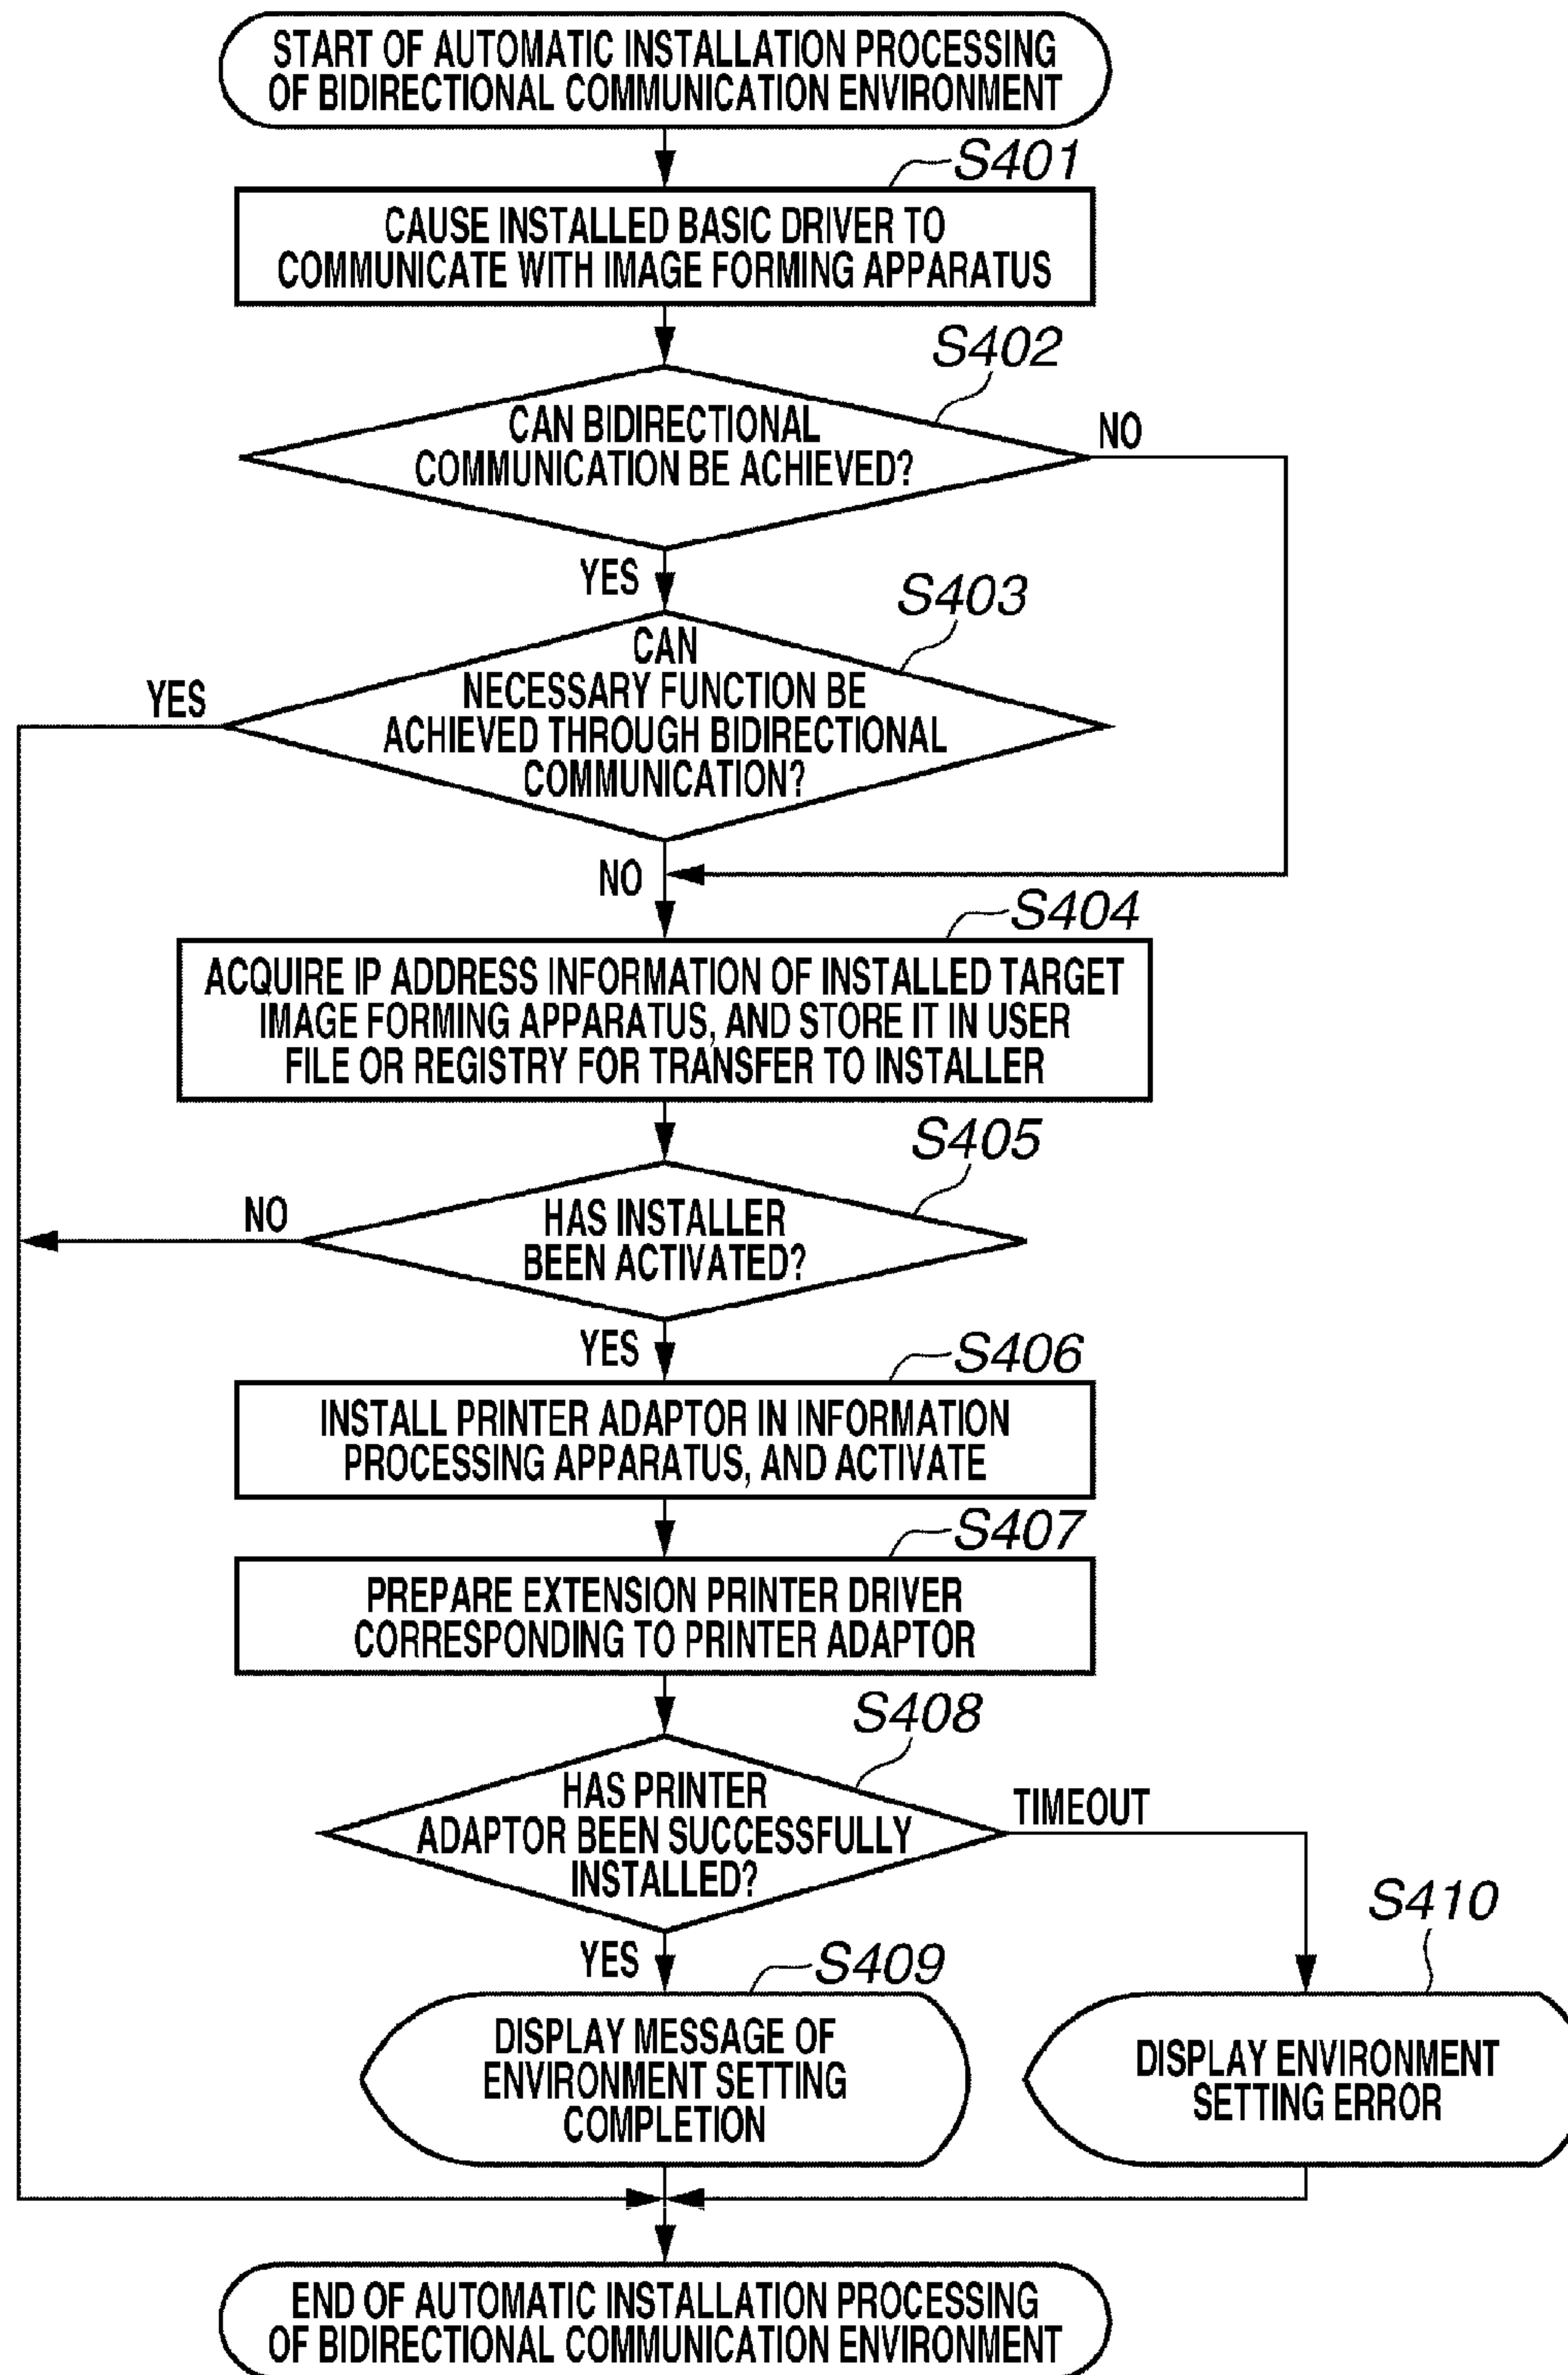 START OF AUTOMATIC INSTALLATION PROCESSING
OF BIDIRECTIONAL COMMUNICATION ENVIRONMENT
S401
CAUSE INSTALLED BASIC DRIVER TO
COMMUNICATE WITH IMAGE FORMING APPARATUS
S402
CAN BIDIRECTIONAL
COMMUNICATION BE ACHIEVED?
NO
YES
S403
CAN
NECESSARY FUNCTION BE
ACHIEVED THROUGH BIDIRECTIONAL
COMMUNICATION?
YES
NO
S404
ACQUIRE IP ADDRESS INFORMATION OF INSTALLED TARGET
IMAGE FORMING APPARATUS, AND STORE IT IN USER
FILE OR REGISTRY FOR TRANSFER TO INSTALLER
S405
HAS INSTALLER
BEEN ACTIVATED?
NO
YES
S406
INSTALL PRINTER ADAPTOR IN INFORMATION
PROCESSING APPARATUS, AND ACTIVATE
S407
PREPARE EXTENSION PRINTER DRIVER
CORRESPONDING TO PRINTER ADAPTOR
S408
HAS PRINTER
ADAPTOR BEEN SUCCESSFULLY
INSTALLED?
TIMEOUT
YES
S409
DISPLAY MESSAGE OF
ENVIRONMENT SETTING
COMPLETION
S410
DISPLAY ENVIRONMENT
SETTING ERROR
END OF AUTOMATIC INSTALLATION PROCESSING
OF BIDIRECTIONAL COMMUNICATION ENVIRONMENT